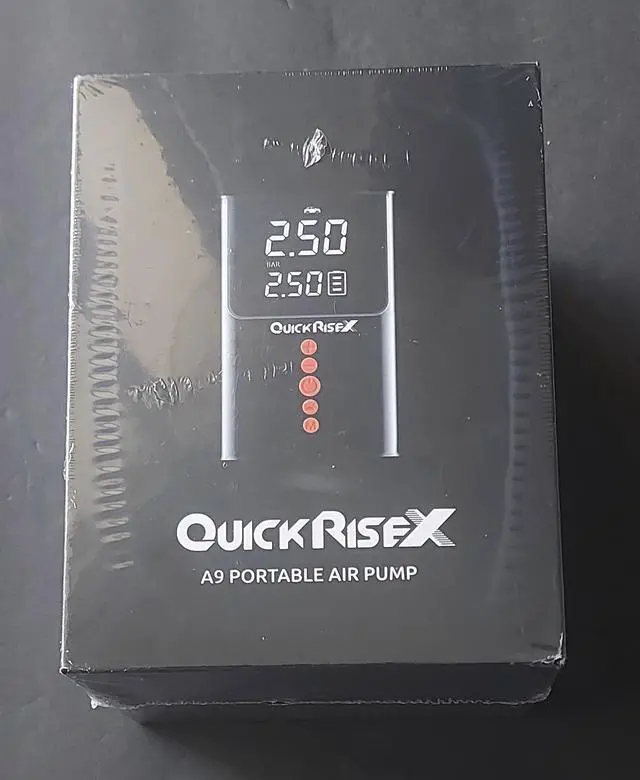 2.50
BAR
2.50
QUICKRISEX
QUICKRISEX
A9 PORTABLE AIR PUMP